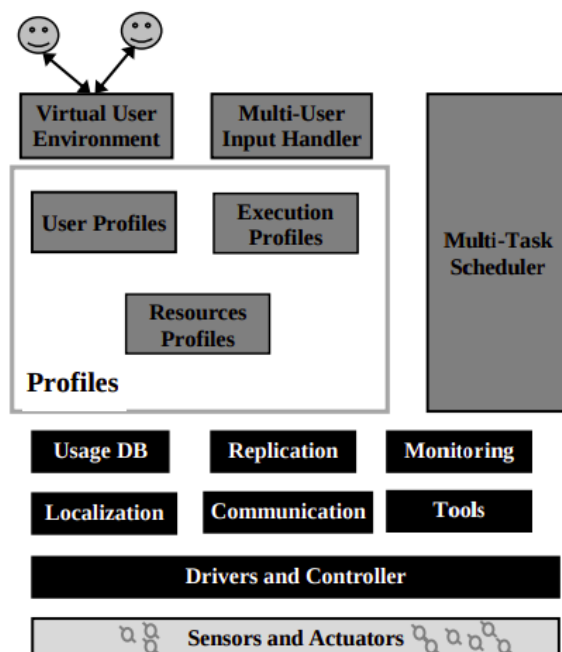 Virtual User
Environment
Multi-User
Input Handler
User Profiles
Execution
Profiles
Multi-Task
Scheduler
Resources
Profiles
Profiles
Usage DB
Replication
Monitoring
Localization
Communication
Tools
Drivers and Controller
Sensors and Actuators